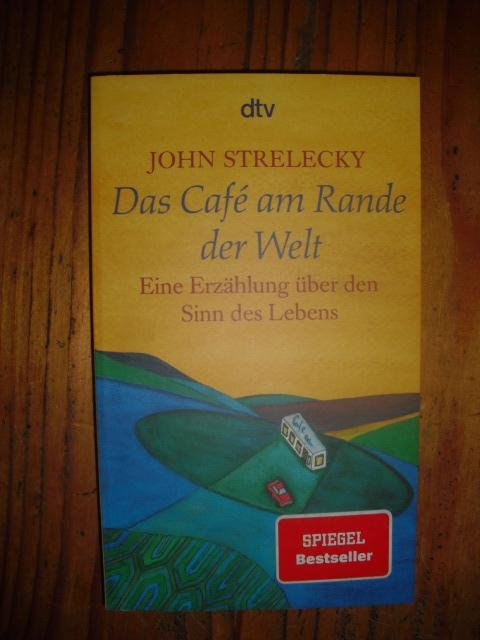 dtv
JOHN STRELECKY
Das Café am Rande
der Welt
Eine Erzählung über den
Sinn des Lebens
SPIEGEL
Bestseller